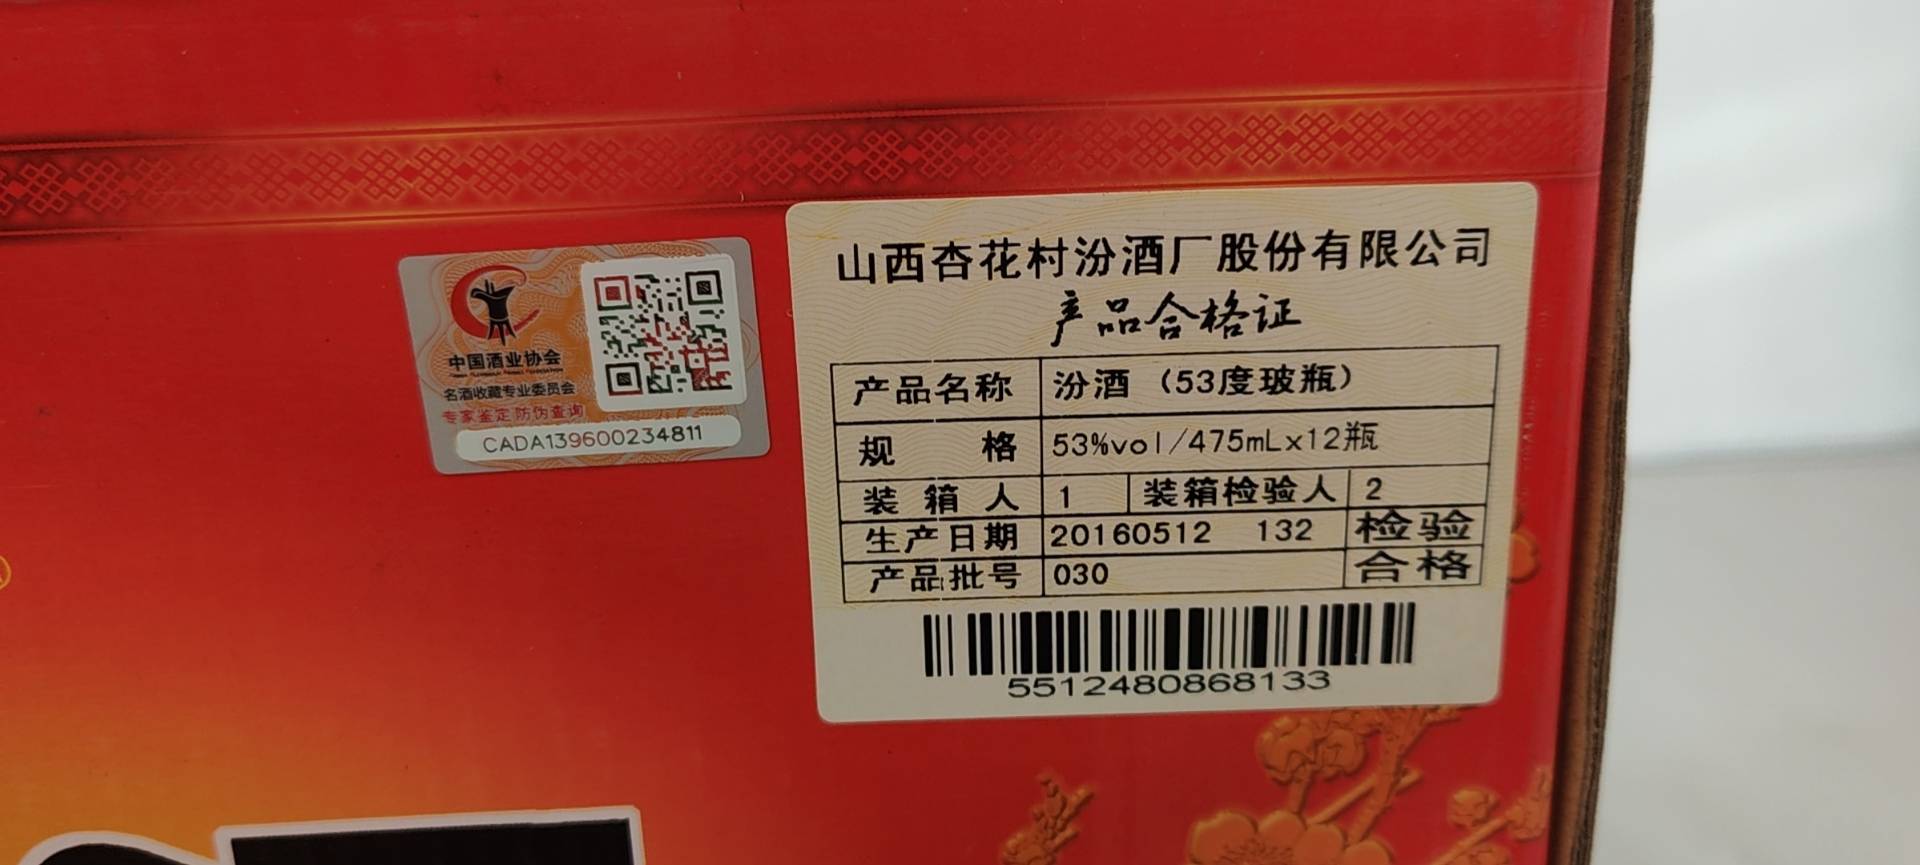 中国酒业协会
名酒收藏专业委员会
专家鉴定 防伪查询
CADA139600234811
山西杏花村汾酒厂股份有限公司
产品合格证
产品名称 汾酒（53度玻瓶）
规 格 53%vol/475mLx12瓶
装 箱 人 1 装箱检验人 2
生产日期 20160512 132 检验
产品批号 030 合格
5512480868133